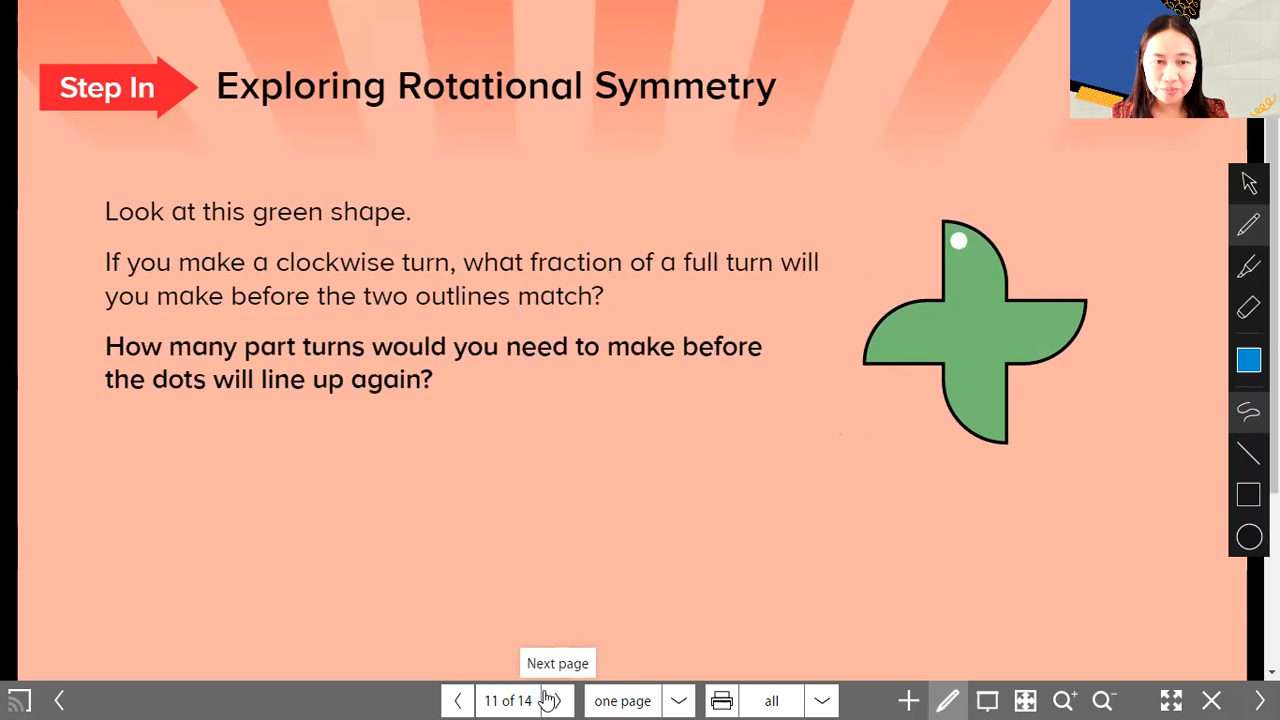 Step In
Exploring Rotational Symmetry
Look at this green shape.
If you make a clockwise turn, what fraction of a full turn will
you make before the two outlines match?
How many part turns would you need to make before
the dots will line up again?
Next page
11 of 14
one page
all